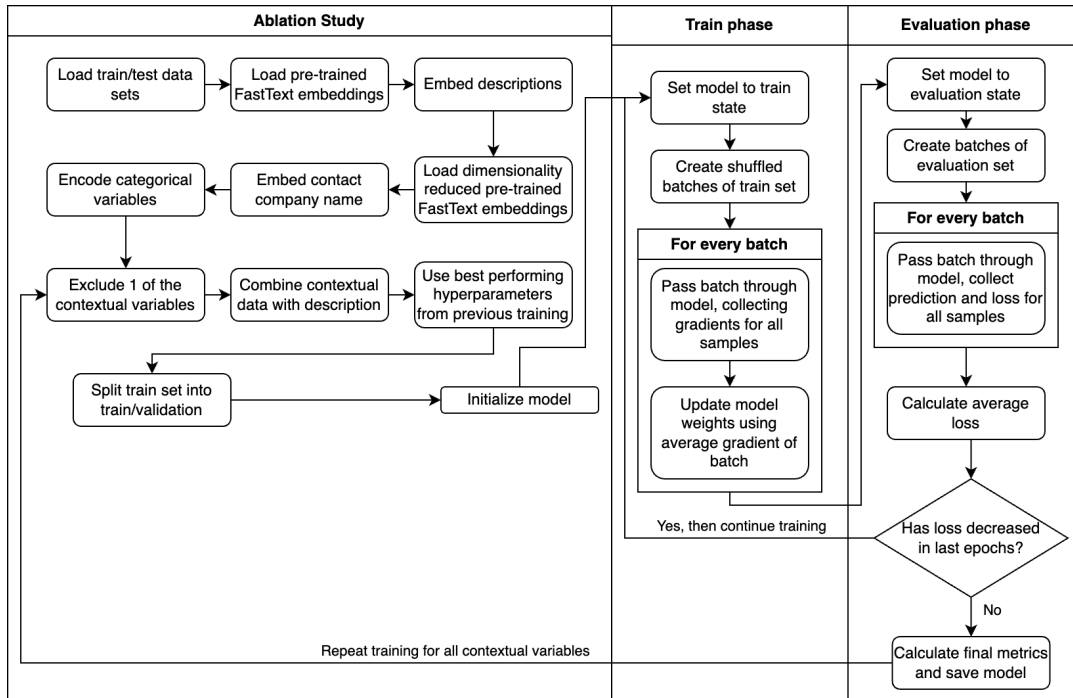 Ablation Study
Train phase
Evaluation phase
Load train/test data
sets
Load pre-trained
FastText embeddings
Embed descriptions
Load dimensionality
reduced pre-trained
FastText embeddings
Embed contact
company name
Encode categorical
variables
Exclude 1 of the
contextual variables
Combine contextual
data with description
Use best performing
hyperparameters
from previous training
Split train set into
train/validation
Initialize model
Set model to train
state
Create shuffled
batches of train set
For every batch
Pass batch through
model, collecting
gradients for all
samples
Update model
weights using
average gradient of
batch
Set model to
evaluation state
Create batches of
evaluation set
For every batch
Pass batch through
model, collect
prediction and loss for
all samples
Calculate average
loss
Has loss decreased
in last epochs?
Yes, then continue training
No
Calculate final metrics
and save model
Repeat training for all contextual variables